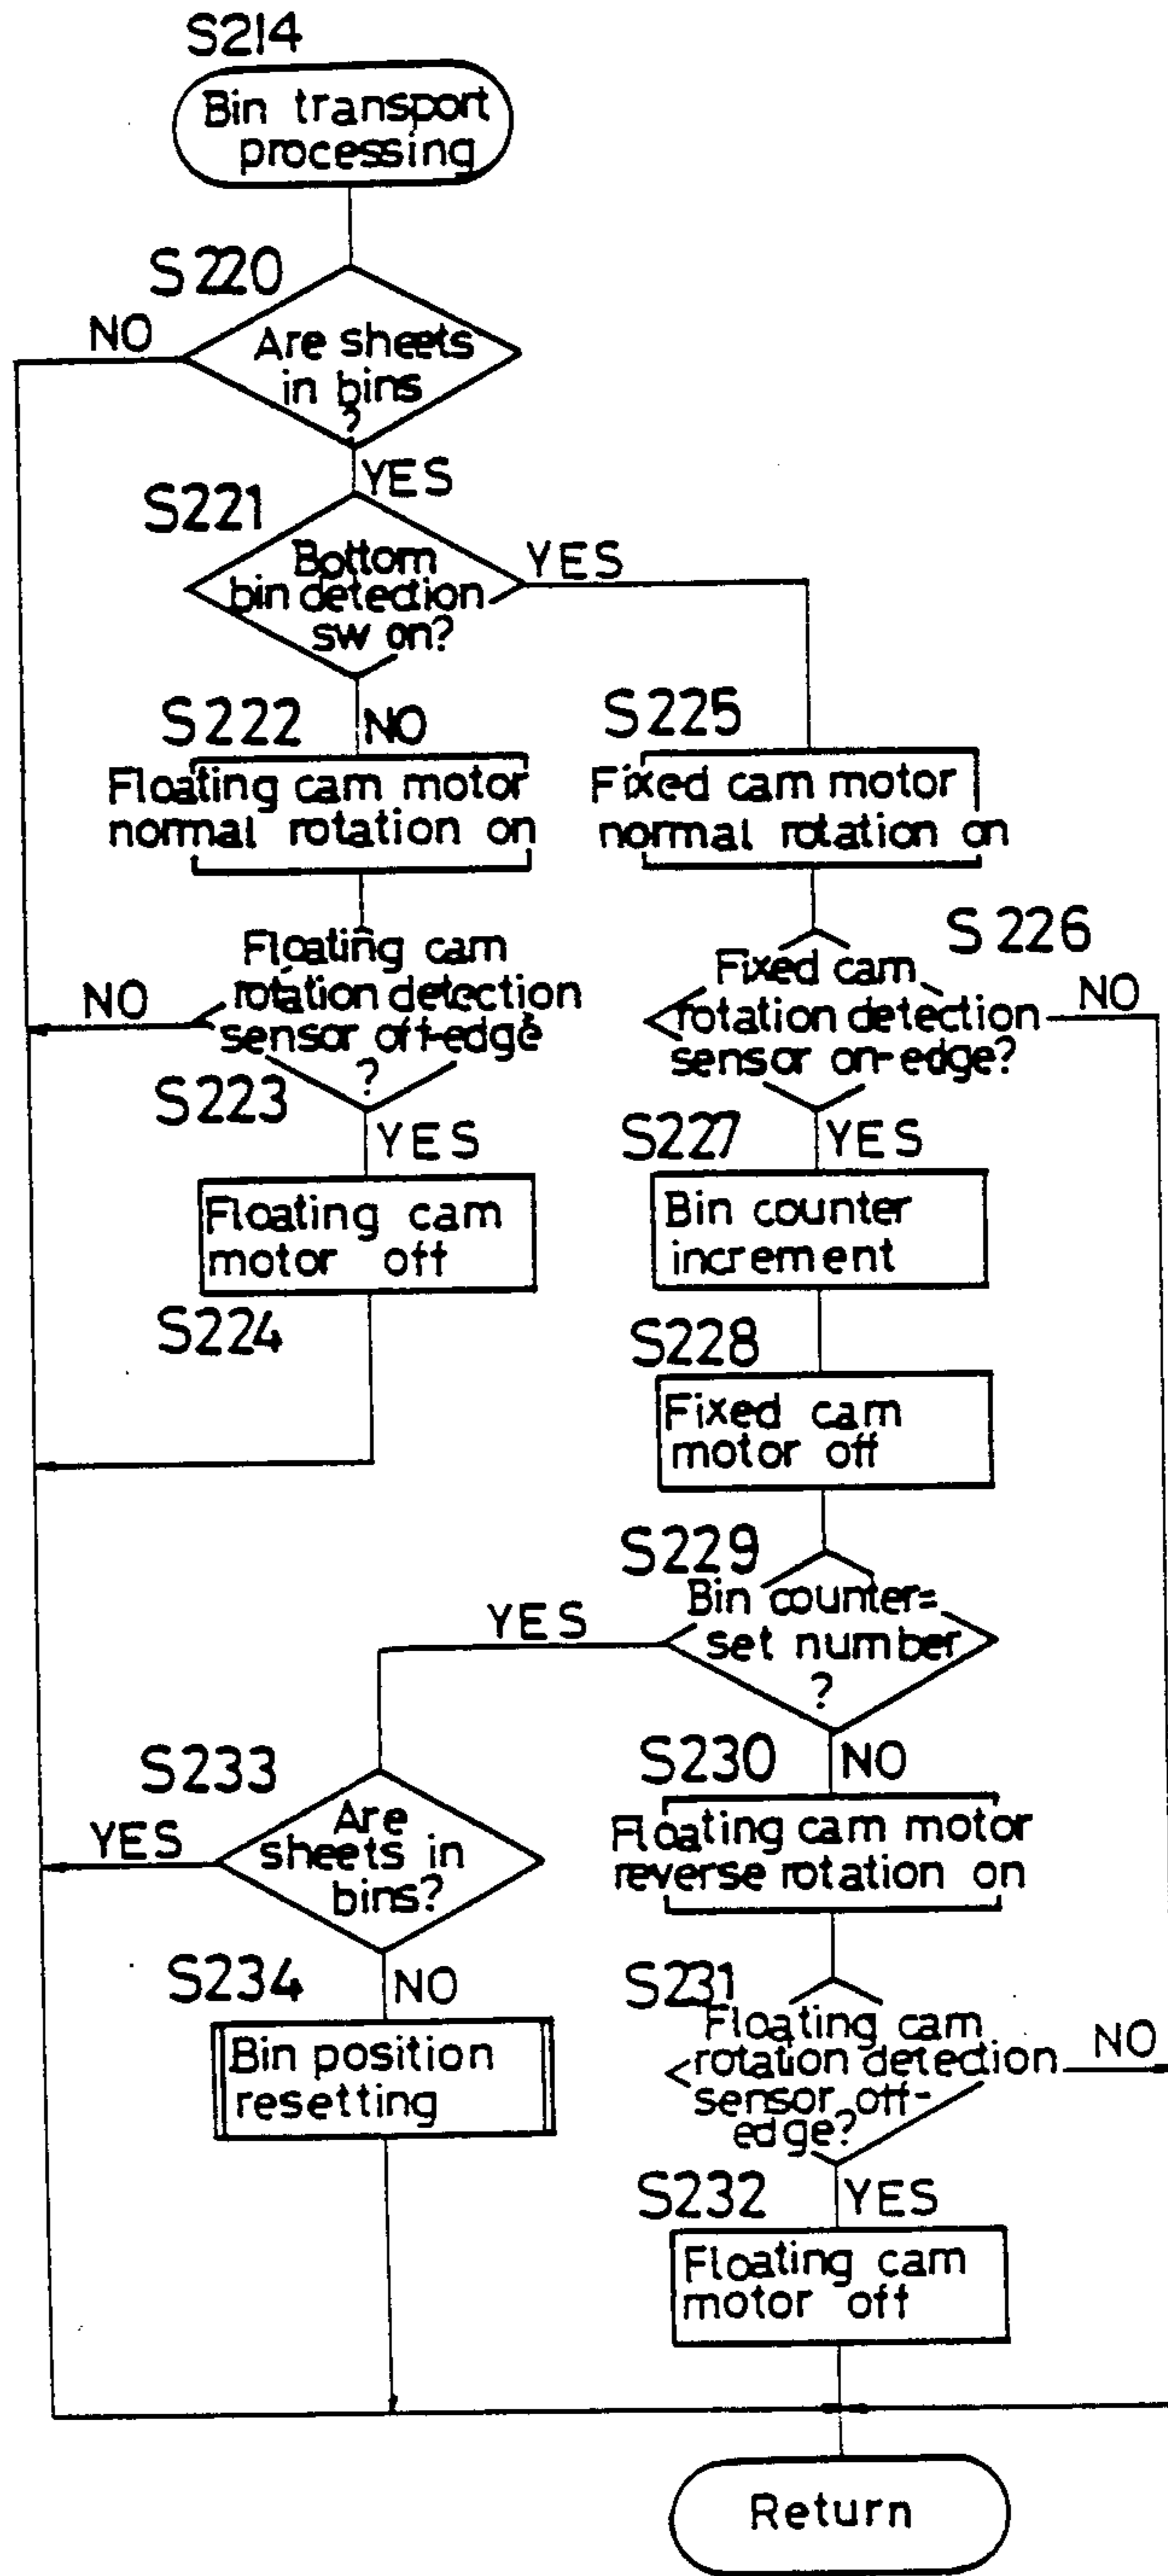 S214
Bin transport
processing
S220
NO
Are sheets
in bins
?
YES
S221
Bottom
bin detection
sw on?
YES
NO
S222
Floating cam motor
normal rotation on
S225
Fixed cam motor
normal rotation on
Floating cam
rotation detection
sensor off-edge
?
NO
S223
YES
S226
Fixed cam
rotation detection
sensor on-edge?
NO
S227
YES
Floating cam
motor off
S224
Bin counter
increment
S228
Fixed cam
motor off
S229
Bin counter=
set number
?
YES
NO
S233
Are
sheets in
bins?
YES
NO
S230
Floating cam motor
reverse rotation on
S234
Bin position
resetting
S231
Floating cam
rotation detection
sensor off-
edge?
NO
S232
YES
Floating cam
motor off
Return